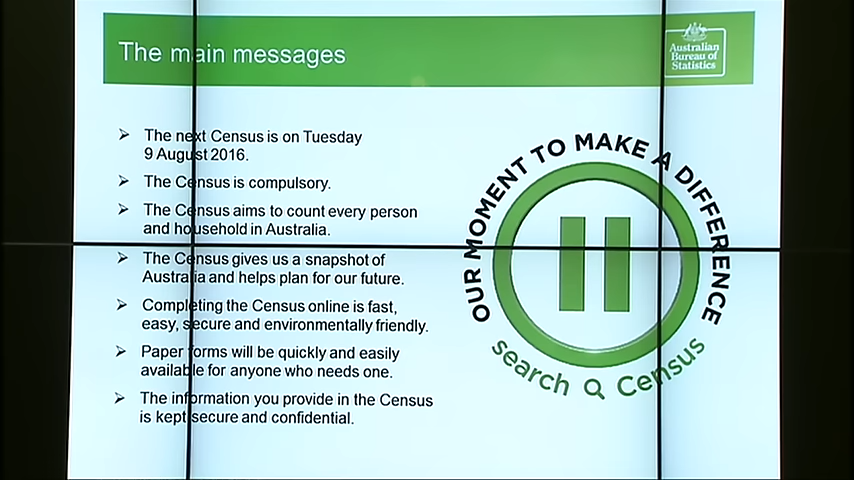 The main messages
Australian
Bureau of
Statistics
The next Census is on Tuesday
9 August 2016.
The Census is compulsory.
The Census aims to count every person
and household in Australia.
The Census gives us a snapshot of
Australia and helps plan for our future.
Completing the Census online is fast,
easy, secure and environmentally friendly.
Paper forms will be quickly and easily
available for anyone who needs one.
The information you provide in the Census
is kept secure and confidential.
OUR MOMENT TO MAKE A DIFFERENCE
search Census